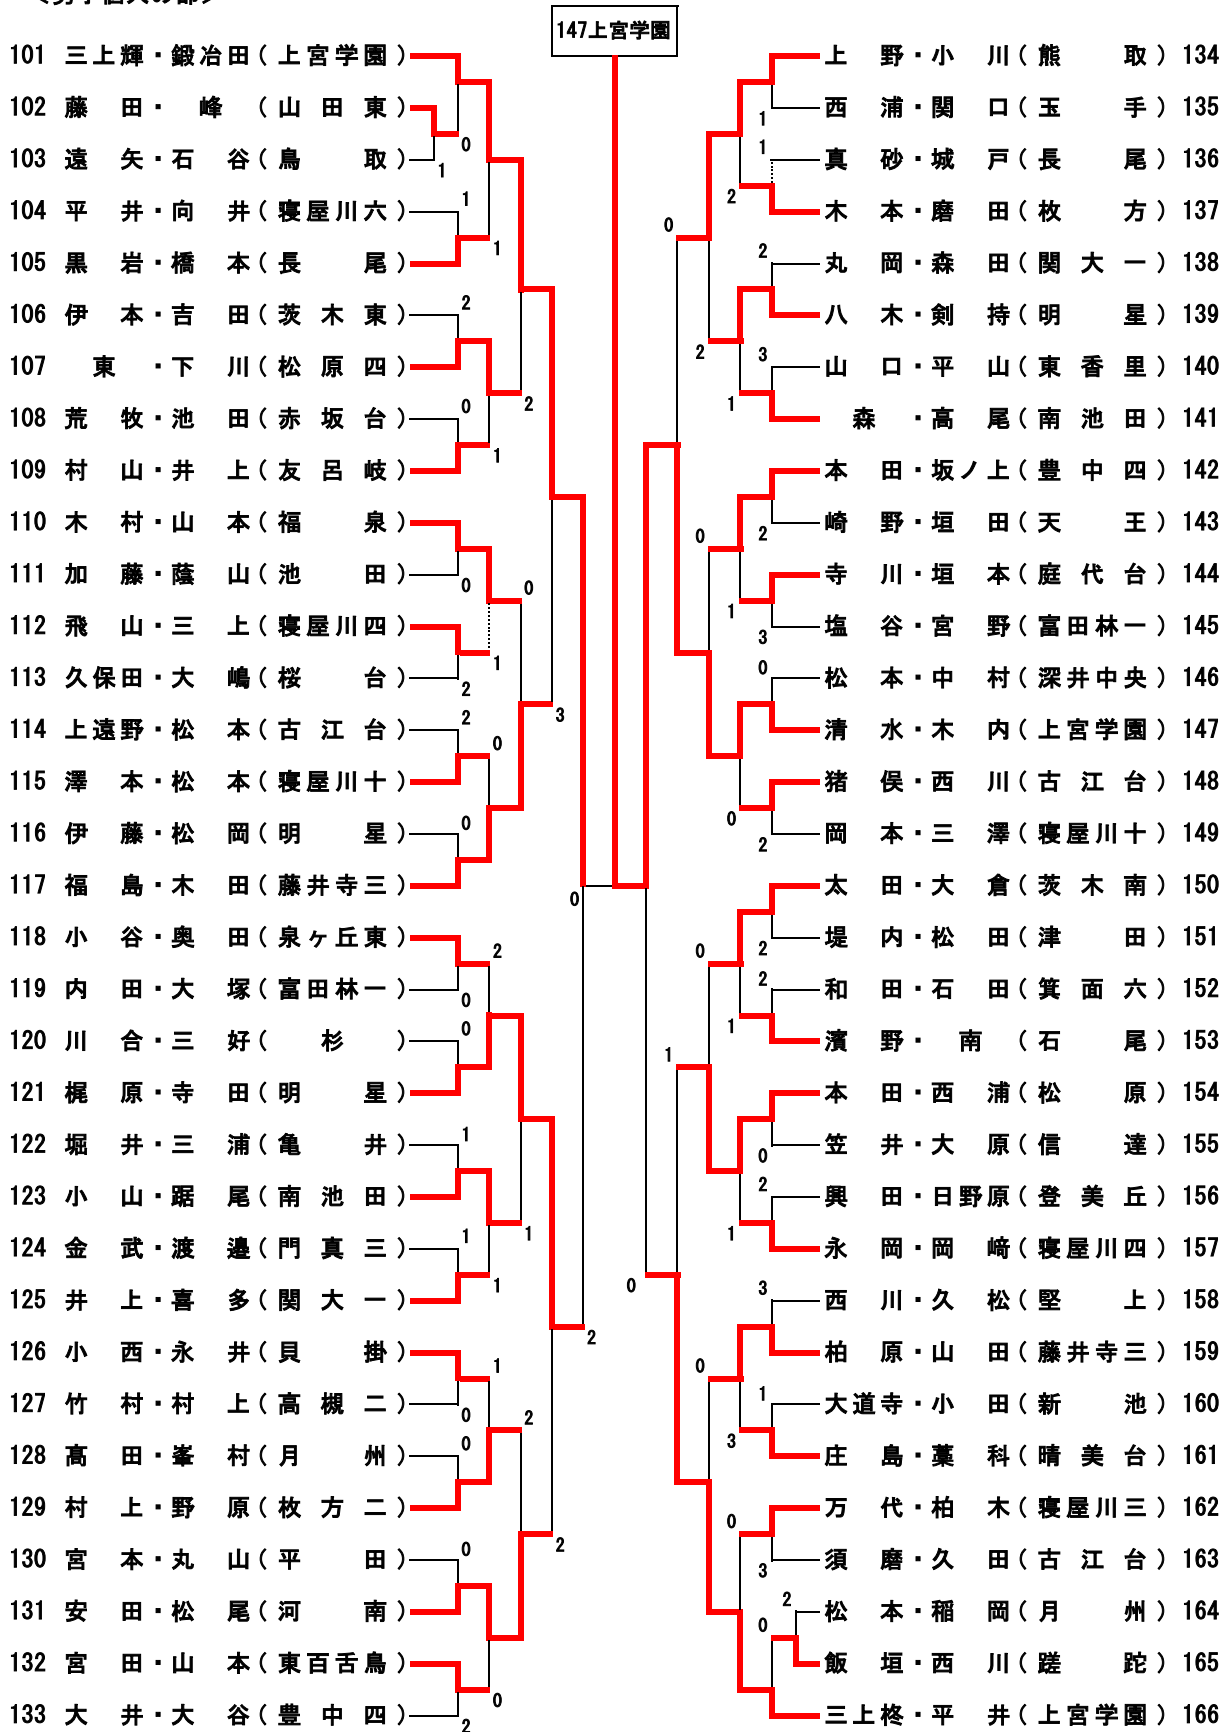 147上宮学園
101 三上輝・鍛冶田(上宮学園)
102 藤田・峰(山田東)
103 遠矢・石谷(鳥取)
104 平井・向井(寝屋川六)
105 黒岩・橋本(長尾)
106 伊本・吉田(茨木東)
107 東・下川(松原四)
108 荒牧・池田(赤坂台)
109 村山・井上(友呂岐)
110 木村・山本(福泉)
111 加藤・蔭山(池田)
112 飛山・三上(寝屋川四)
113 久保田・大嶋(桜台)
114 上遠野・松本(古江台)
115 澤本・松本(寝屋川十)
116 伊藤・松岡(明星)
117 福島・木田(藤井寺三)
118 小谷・奥田(泉ヶ丘東)
119 内田・大塚(富田林一)
120 川合・三好(杉)
121 梶原・寺田(明星)
122 堀井・三浦(亀井)
123 小山・踞尾(南池田)
124 金武・渡邉(門真三)
125 井上・喜多(関大一)
126 小西・永井(貝掛)
127 竹村・村上(高槻二)
128 髙田・峯村(月州)
129 村上・野原(枚方二)
130 宮本・丸山(平田)
131 安田・松尾(河南)
132 宮田・山本(東百舌鳥)
133 大井・大谷(豊中四)
上野・小川(熊取) 134
西浦・関口(玉手) 135
真砂・城戸(長尾) 136
木本・磨田(枚方) 137
丸岡・森田(関大一) 138
八木・剣持(明星) 139
山口・平山(東香里) 140
森・高尾(南池田) 141
本田・坂ノ上(豊中四) 142
崎野・垣田(天王) 143
寺川・垣本(庭代台) 144
塩谷・宮野(富田林一) 145
松本・中村(深井中央) 146
清水・木内(上宮学園) 147
猪俣・西川(古江台) 148
岡本・三澤(寝屋川十) 149
太田・大倉(茨木南) 150
堤内・松田(津田) 151
和田・石田(箕面六) 152
濱野・南(石尾) 153
本田・西浦(松原) 154
笠井・大原(信達) 155
興田・日野原(登美丘) 156
永岡・岡﨑(寝屋川四) 157
西川・久松(堅上) 158
柏原・山田(藤井寺三) 159
大道寺・小田(新池) 160
庄島・藁科(晴美台) 161
万代・柏木(寝屋川三) 162
須磨・久田(古江台) 163
松本・稲岡(月州) 164
飯垣・西川(蹉跎) 165
三上柊・平井(上宮学園) 166